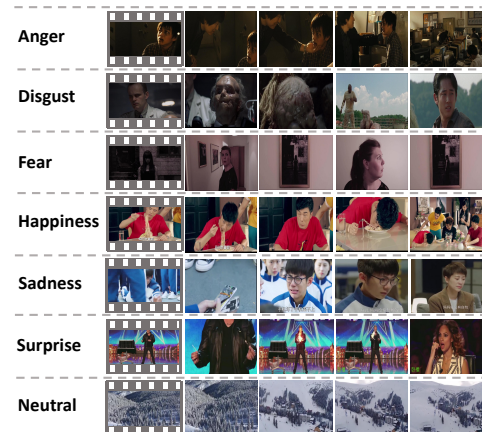 Anger
Disgust
Fear
Happiness
Sadness
Surprise
Neutral